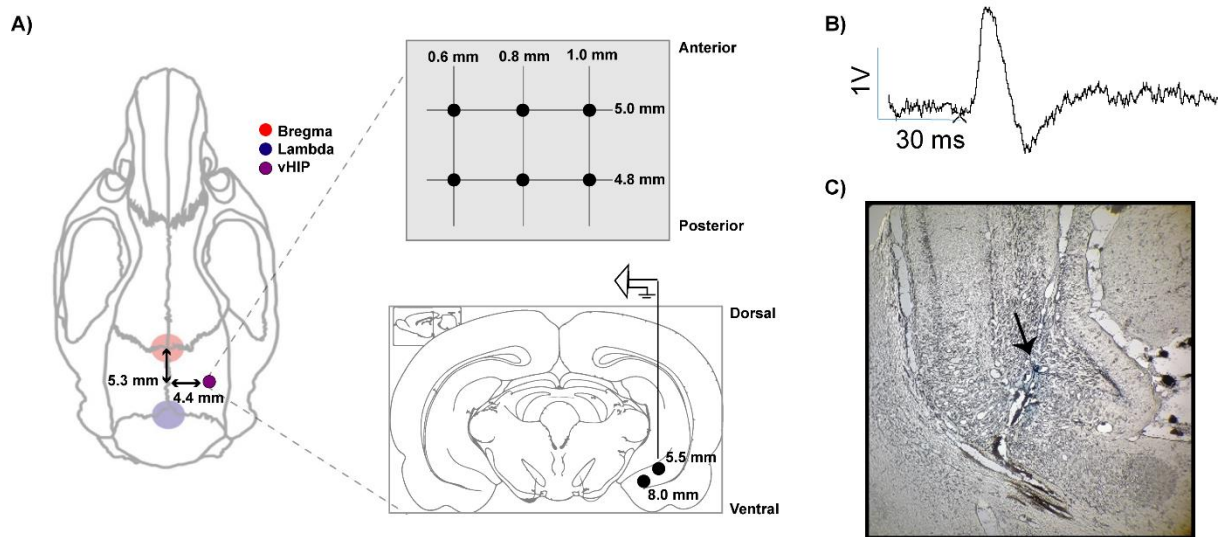 A)
Bregma
Lambda
vHIP
5.3 mm
4.4 mm
0.6 mm 0.8 mm 1.0 mm
Anterior
5.0 mm
4.8 mm
Posterior
Dorsal
5.5 mm
8.0 mm
Ventral
B)
1V
30 ms
C)